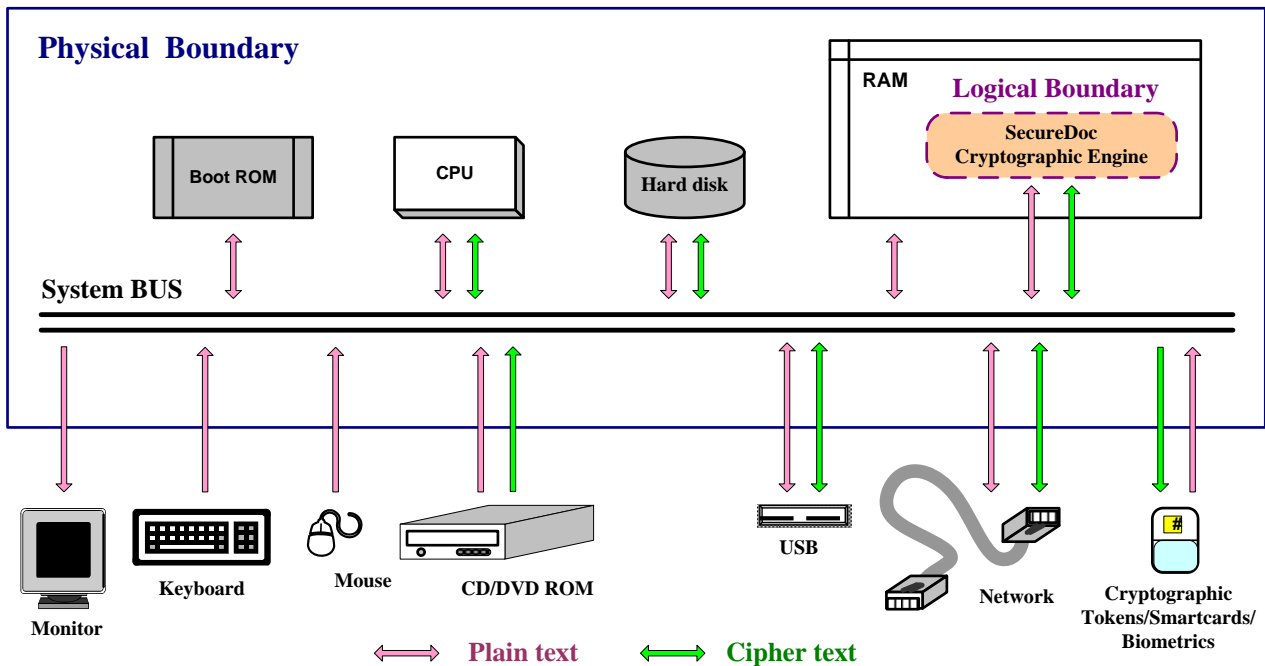 Physical Boundary
RAM
Logical Boundary
SecureDoc
Cryptographic Engine
Boot ROM
CPU
Hard disk
System BUS
#
Monitor
Keyboard
Mouse
CD/DVD ROM
USB
Network
Cryptographic
Tokens/Smartcards/
Biometrics
Plain text
Cipher text